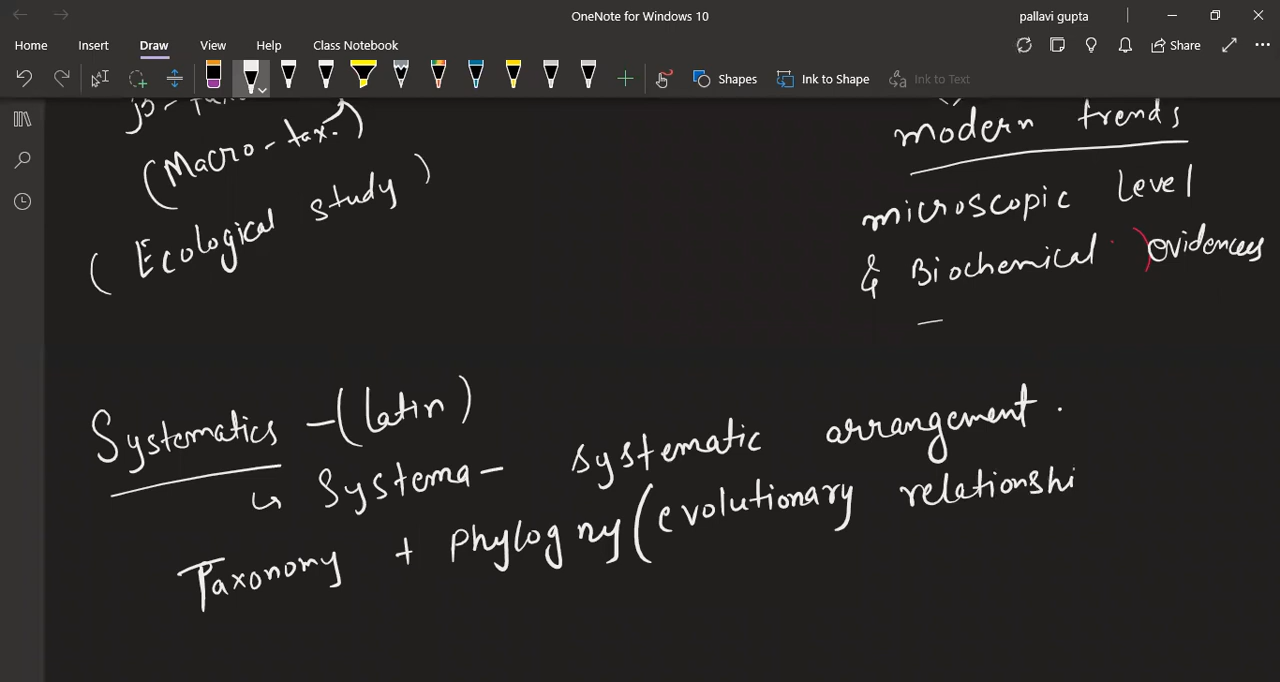 OneNote for Windows 10
pallavi gupta
Home Insert Draw View Help Class Notebook
Share
Shapes Ink to Shape Ink to Text
(Macro-tax.)
(Ecological study)
modern trends
microscopic Level
& Biochemical ) evidences
Systematics - (latin)
↳ Systema - systematic arrangement.
Taxonomy + Phylogny (evolutionary relationshi